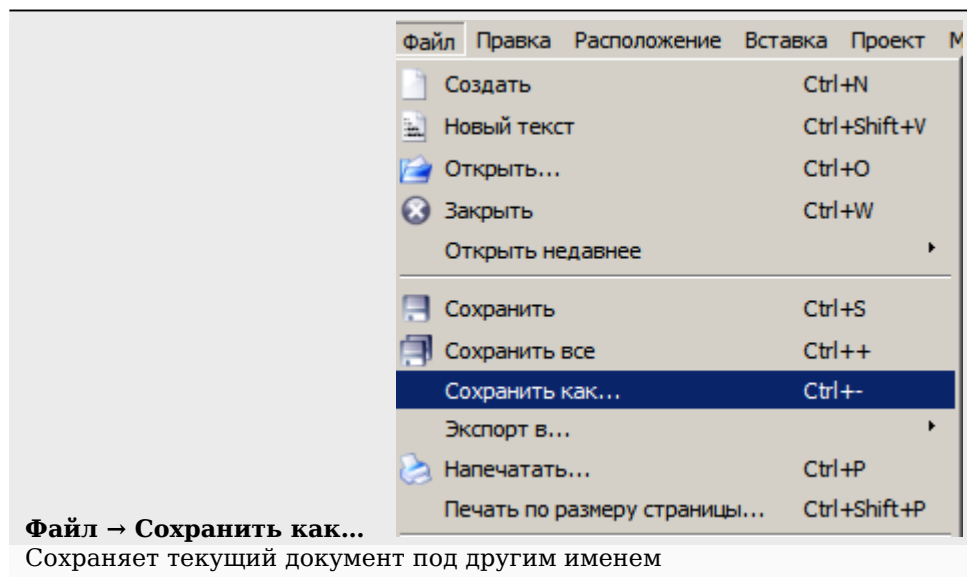 Файл Правка Расположение Вставка Проект
Создать Ctrl+N
Новый текст Ctrl+Shift+V
Открыть... Ctrl+O
Закрыть Ctrl+W
Открыть недавнее
Сохранить Ctrl+S
Сохранить все Ctrl++
Сохранить как... Ctrl+-
Экспорт в...
Напечатать... Ctrl+P
Печать по размеру страницы... Ctrl+Shift+P
Файл → Сохранить как...
Сохраняет текущий документ под другим именем